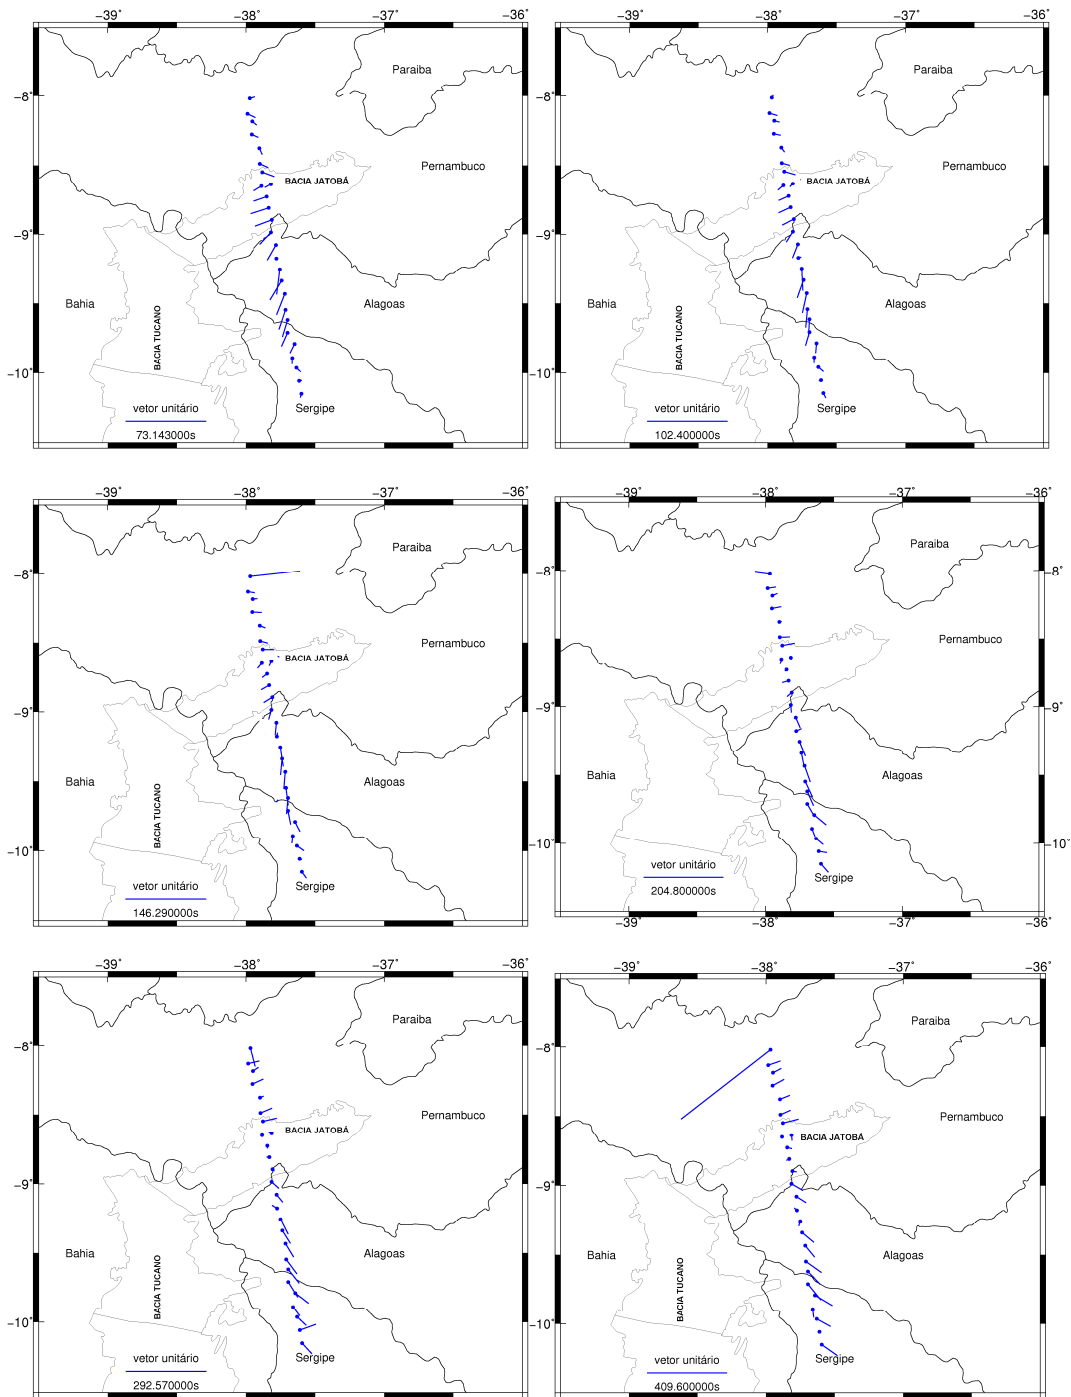 −39° −38° −37° −36°
−8°
−9°
−10°
Paraiba
Pernambuco
BACIA JATOBÁ
Bahia
BACIA TUCANO
Alagoas
vetor unitário
73.143000s
Sergipe
−39° −38° −37° −36°
−8°
−9°
−10°
Paraiba
Pernambuco
BACIA JATOBÁ
Bahia
BACIA TUCANO
Alagoas
vetor unitário
102.400000s
Sergipe
−39° −38° −37° −36°
−8°
−9°
−10°
Paraiba
Pernambuco
BACIA JATOBÁ
Bahia
BACIA TUCANO
Alagoas
vetor unitário
146.290000s
Sergipe
−39° −38° −37° −36°
−8° −8°
−9° −9°
−10° −10°
Paraiba
Pernambuco
Bahia
BACIA TUCANO
Alagoas
vetor unitário
204.800000s
Sergipe
−39° −38° −37° −36°
−39° −38° −37° −36°
−8°
−9°
−10°
Paraiba
Pernambuco
BACIA JATOBÁ
Bahia
BACIA TUCANO
Alagoas
vetor unitário
292.570000s
Sergipe
−39° −38° −37° −36°
−8°
−9°
−10°
Paraiba
Pernambuco
BACIA JATOBÁ
Bahia
BACIA TUCANO
Alagoas
vetor unitário
409.600000s
Sergipe